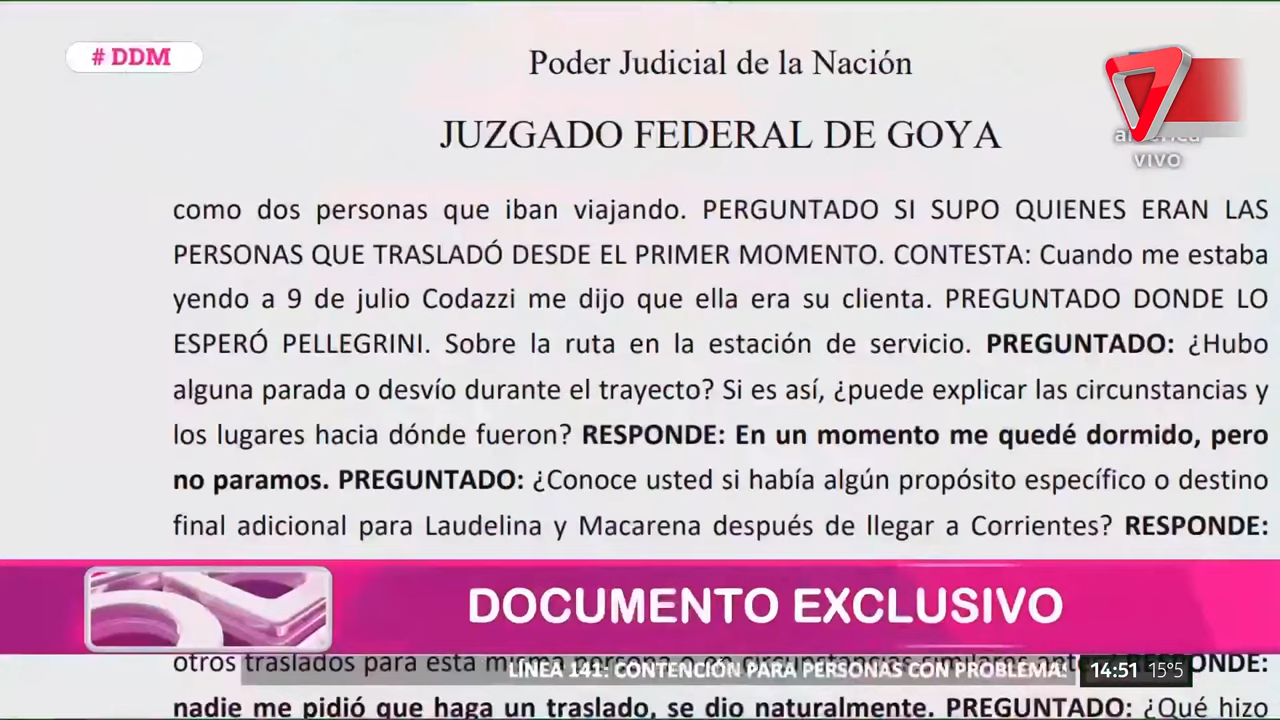 # DDM
Poder Judicial de la Nación
JUZGADO FEDERAL DE GOYA
VIVO
como dos personas que iban viajando. PERGUNTADO SI SUPO QUIENES ERAN LAS
PERSONAS QUE TRASLADÓ DESDE EL PRIMER MOMENTO. CONTESTA: Cuando me estaba
yendo a 9 de julio Codazzi me dijo que ella era su clienta. PREGUNTADO DONDE LO
ESPERÓ PELLEGRINI. Sobre la ruta en la estación de servicio. PREGUNTADO: ¿Hubo
alguna parada o desvío durante el trayecto? Si es así, ¿puede explicar las circunstancias y
los lugares hacia dónde fueron? RESPONDE: En un momento me quedé dormido, pero
no paramos. PREGUNTADO: ¿Conoce usted si había algún propósito específico o destino
final adicional para Laudelina y Macarena después de llegar a Corrientes? RESPONDE:
DOCUMENTO EXCLUSIVO
otros traslados para esta
LÍNEA 141: CONTENCIÓN PARA PERSONAS CON PROBLEMA
14:51 15°5
nadie me pidió que haga un traslado, se dio naturalmente. PREGUNTADO: ¿Qué hizo